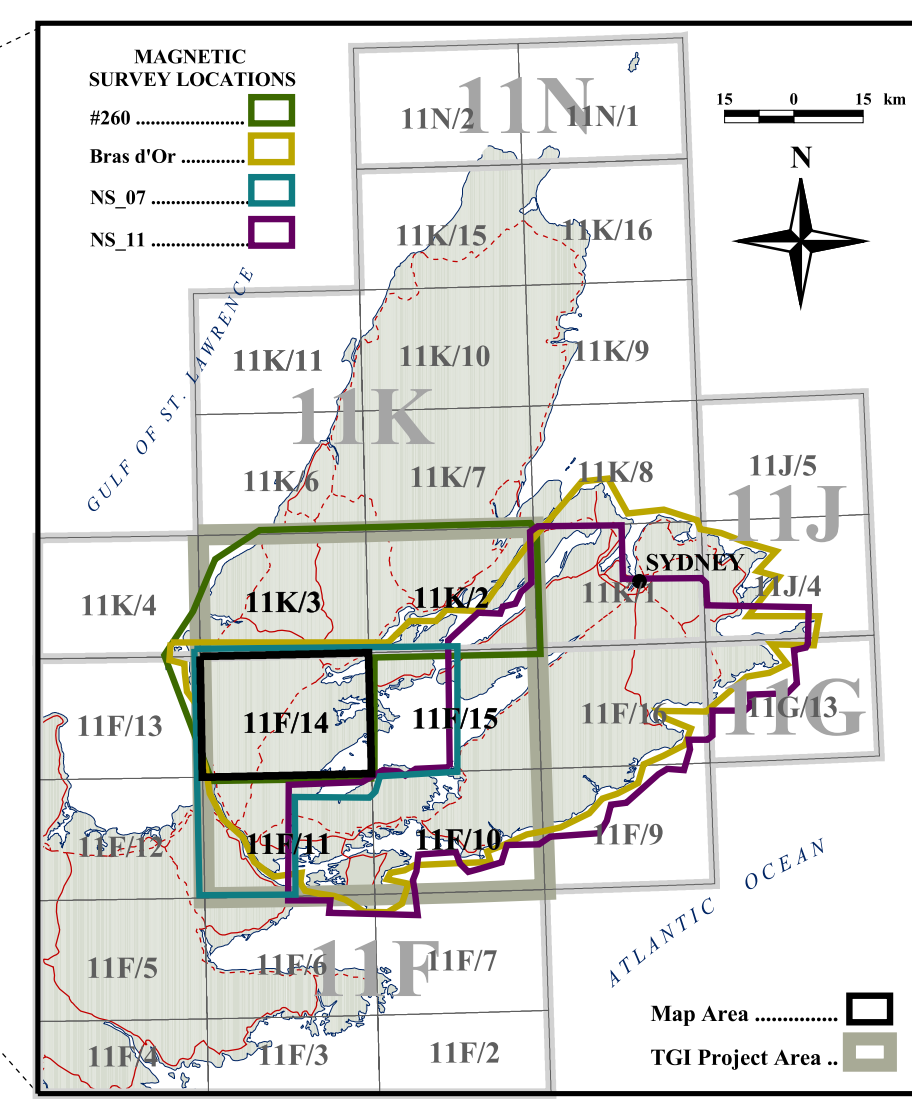 MAGNETIC
SURVEY LOCATIONS
#260 ....................
Bras d'Or ............
NS_07 ..................
NS_11 ..................
15 0 15 km
N
11N
11N/2
11N/1
11K/15
11K/16
GULF OF ST. LAWRENCE
11K/11
11K/10
11K/9
11K
11K/6
11K/7
11K/8
11J/5
11J
SYDNEY
11K/4
11K/3
11K/2
11K/1
11J/4
11F/13
11F/14
11F/15
11F/16
11G
11G/13
11F/12
11F/11
11F/10
11F/9
ATLANTIC OCEAN
11F
11F/5
11F/6
11F/7
11F/4
11F/3
11F/2
Map Area ...............
TGI Project Area ..